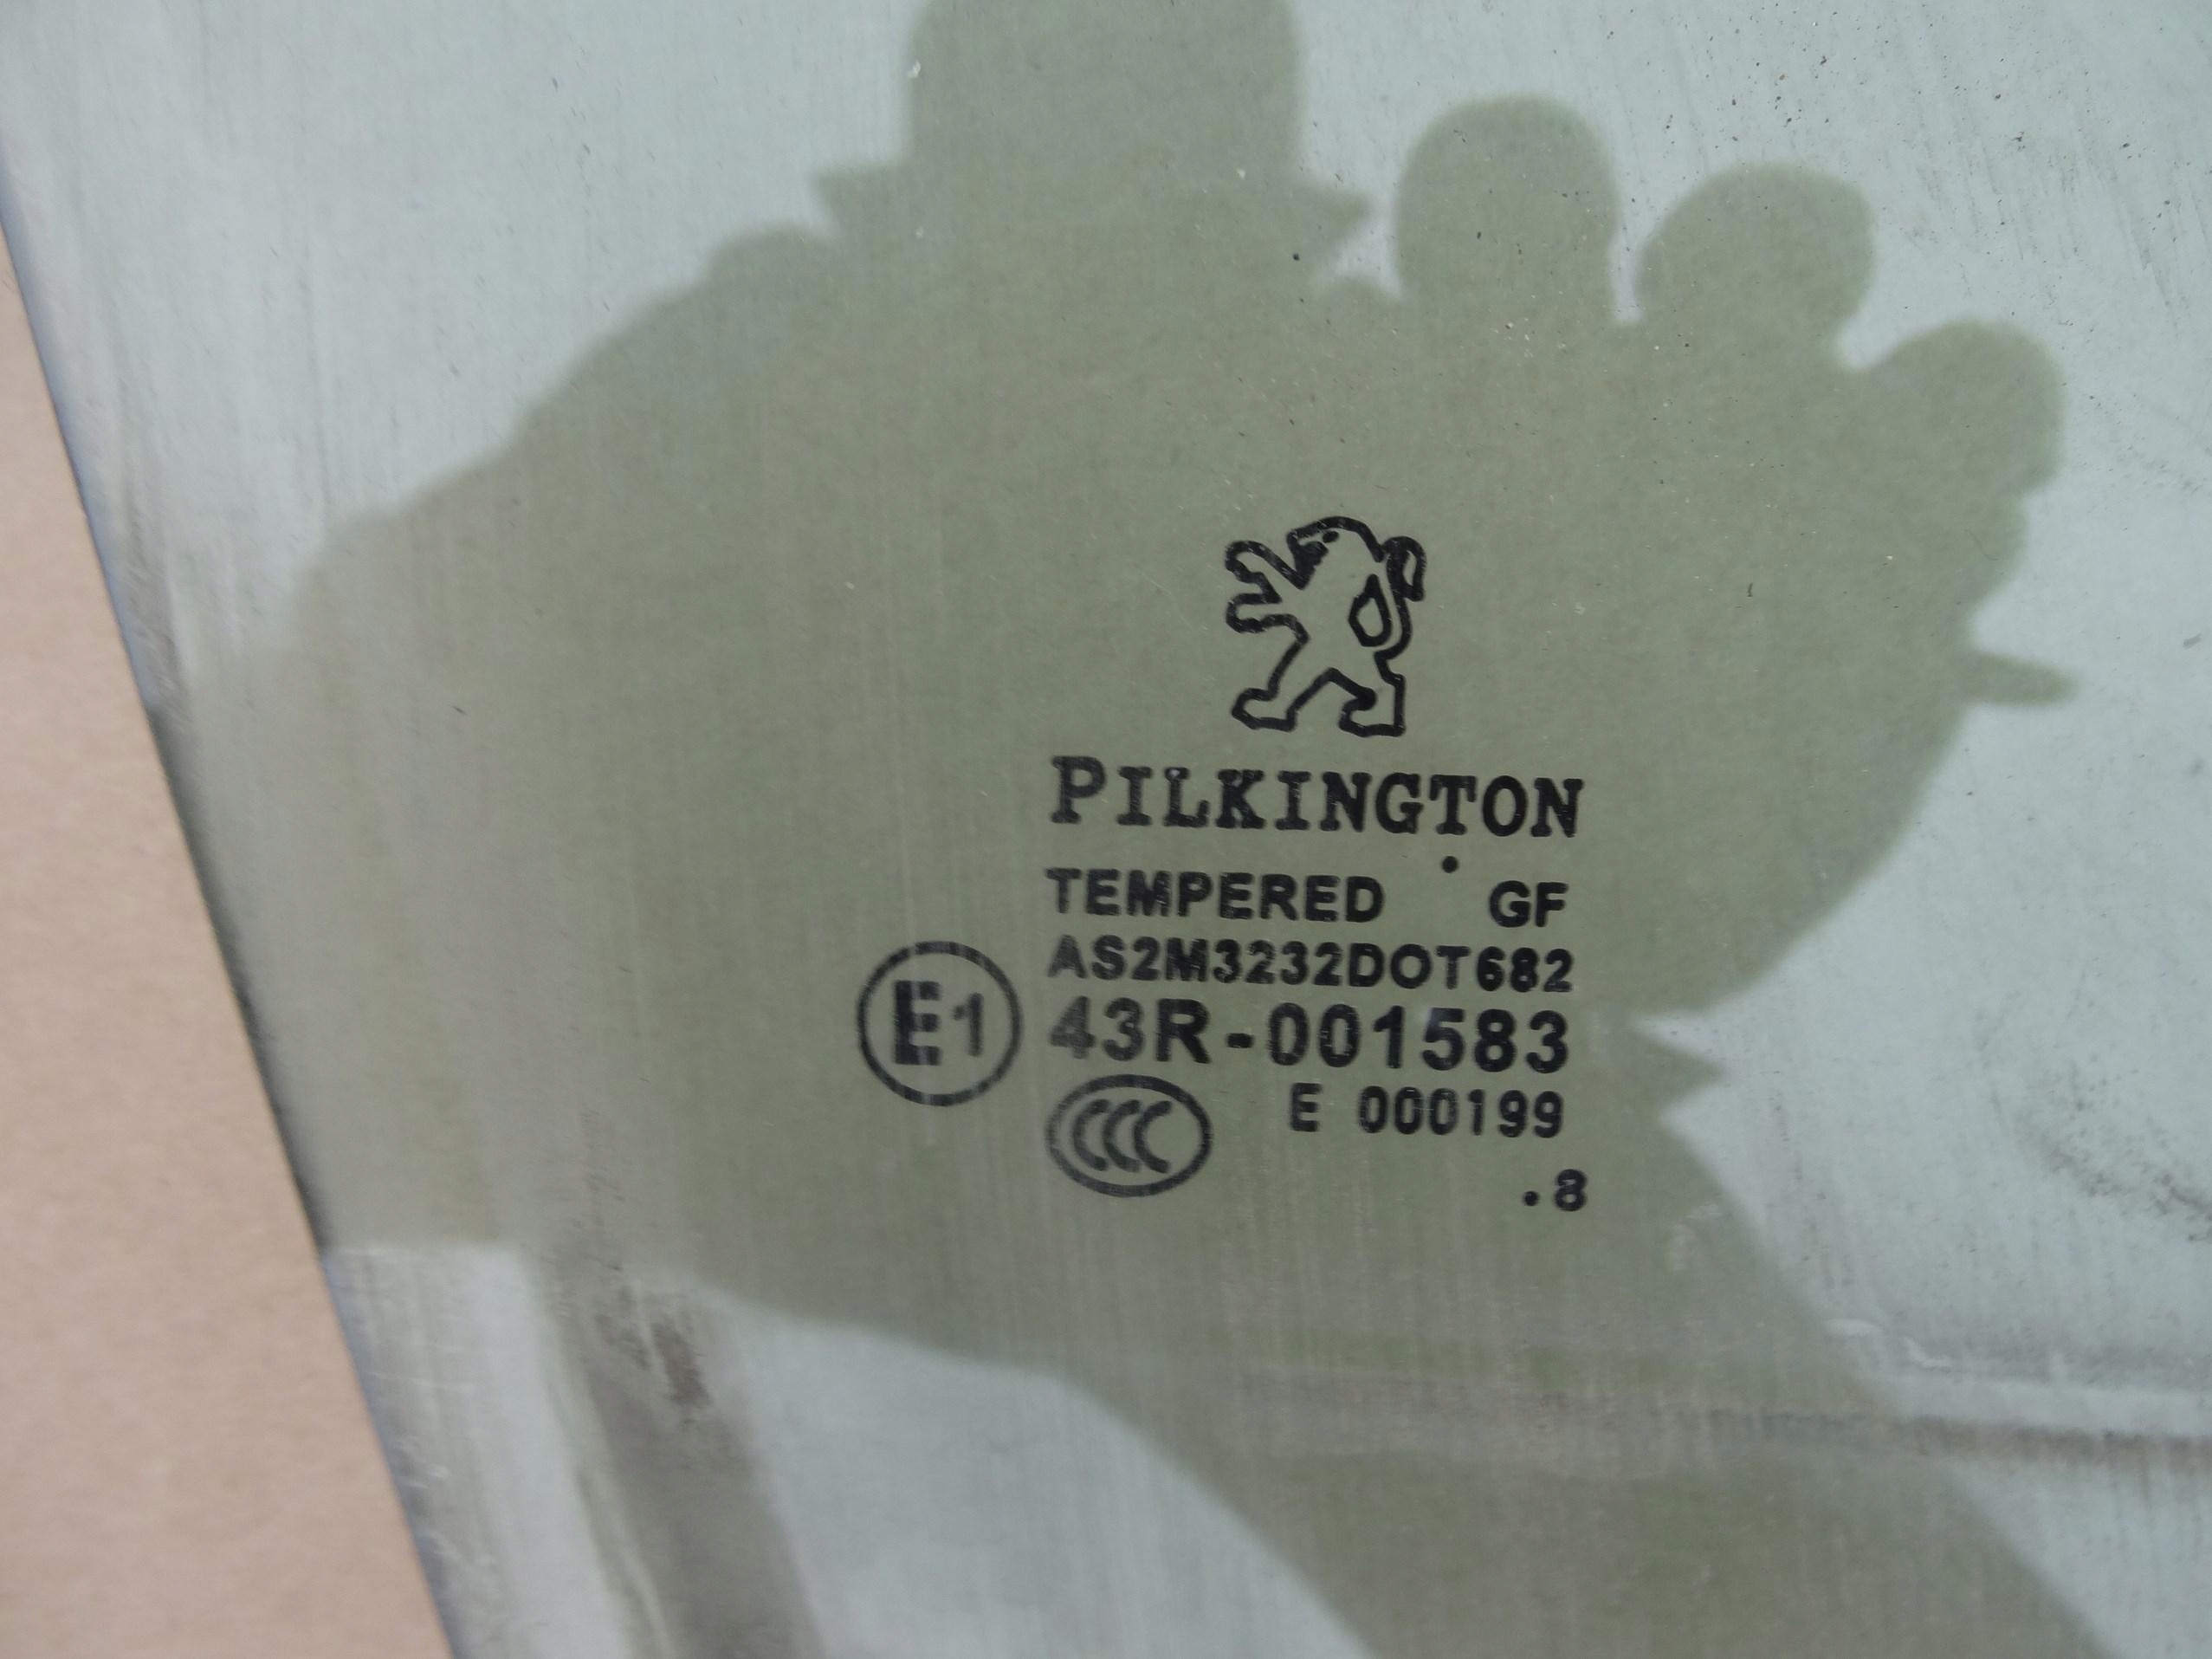 PILKINGTON
TEMPERED GF
AS2M3232DOT682
E1 43R-001583
CCC E 000199
.8